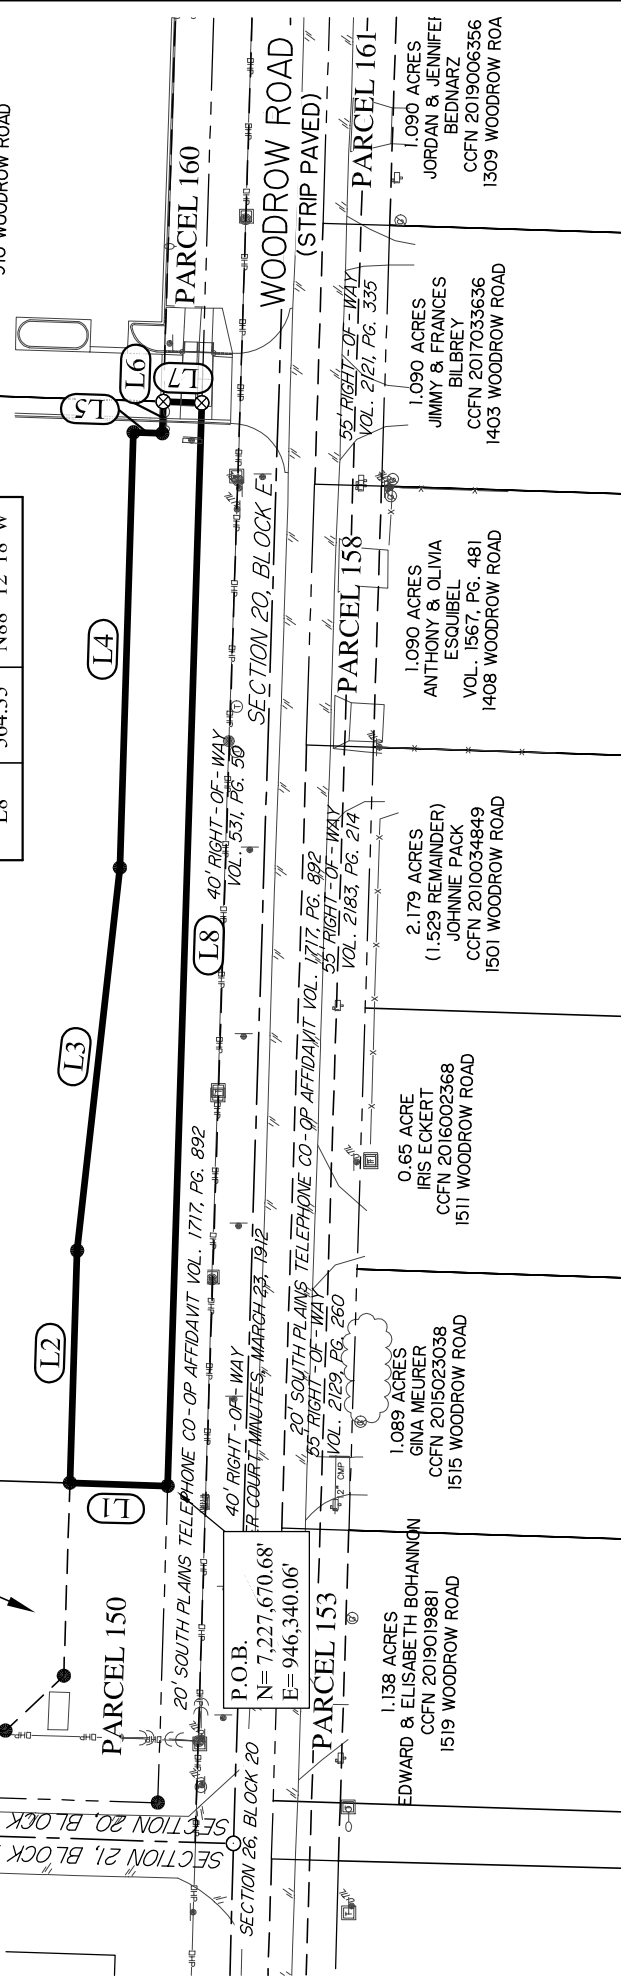 WOODROW ROAD
L8
N88° 12' 18" W
PARCEL 160
WOODROW ROAD
(STRIP PAVED)
PARCEL 161
1.090 ACRES
JORDAN & JENNIFER
BEDNARZ
CCFN 2019006356
1309 WOODROW ROA
L5
L6
L7
55' RIGHT-OF-WAY
VOL. 2121, PG. 335
1.090 ACRES
JIMMY & FRANCES
BILBREY
CCFN 2017033636
1403 WOODROW ROAD
L4
SECTION 20, BLOCK E
PARCEL 158
1.090 ACRES
ANTHONY & OLIVIA
ESQUIBEL
VOL. 1567, PG. 481
1408 WOODROW ROAD
40' RIGHT-OF-WAY
VOL. 531, PG. 50
L8
55' RIGHT-OF-WAY
VOL. 2183, PG. 214
2.179 ACRES
(1.529 REMAINDER)
JOHNNIE PACK
CCFN 2010034849
1501 WOODROW ROAD
L3
20' SOUTH PLAINS TELEPHONE CO-OP AFFIDAVIT VOL. 1717, PG. 892
20' SOUTH PLAINS TELEPHONE CO-OP AFFIDAVIT VOL. 1717, PG. 892
0.65 ACRE
IRIS ECKERT
CCFN 2016002368
1511 WOODROW ROAD
L2
L1
40' RIGHT-OF-WAY
ER COURT MINUTES, MARCH 23, 1912
55 RIGHT-OF-WAY
VOL. 2129, PG. 260
12" CMP
1.089 ACRES
GINA MEURER
CCFN 2015023038
1515 WOODROW ROAD
PARCEL 150
P.O.B.
N= 7,227,670.68'
E= 946,340.06'
PARCEL 153
1.138 ACRES
EDWARD & ELISABETH BOHANNON
CCFN 2019019881
1519 WOODROW ROAD
SECTION 20, BLOCK
SECTION 21, BLOCK
SECTION 26, BLOCK 20